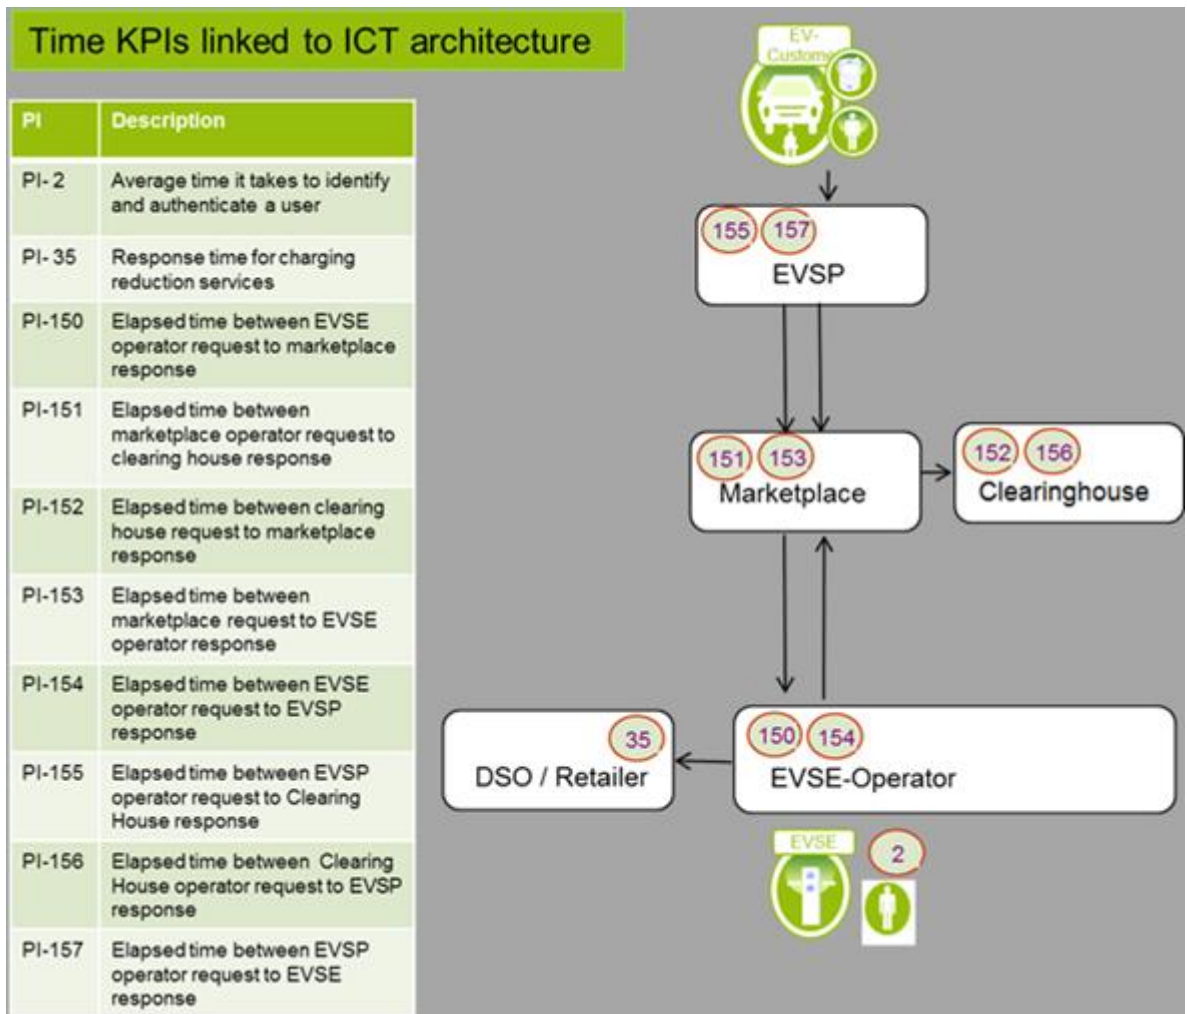 Time KPIs linked to ICT architecture
PI
Description
PI- 2
Average time it takes to identify
and authenticate a user
PI- 35
Response time for charging
reduction services
PI-150
Elapsed time between EVSE
operator request to marketplace
response
PI-151
Elapsed time between
marketplace operator request to
clearing house response
PI-152
Elapsed time between clearing
house request to marketplace
response
PI-153
Elapsed time between
marketplace request to EVSE
operator response
PI-154
Elapsed time between EVSE
operator request to EVSP
response
PI-155
Elapsed time between EVSP
operator request to Clearing
House response
PI-156
Elapsed time between Clearing
House operator request to EVSP
response
PI-157
Elapsed time between EVSP
operator request to EVSE
response
EV-
Custome
155 157
EVSP
151 153
Marketplace
152 156
Clearinghouse
35
DSO / Retailer
150 154
EVSE-Operator
EVSE
2